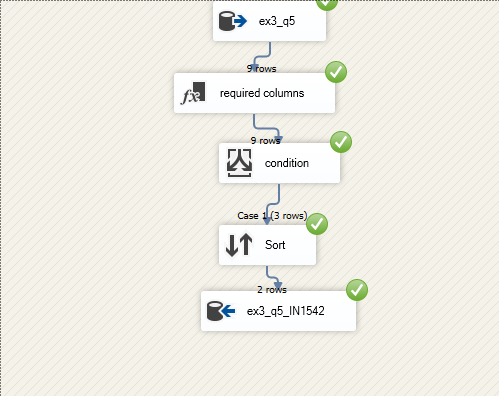 ex3_q5
9 rows
required columns
9 rows
condition
Case 1 (3 rows)
Sort
2 rows
ex3_q5_IN1542